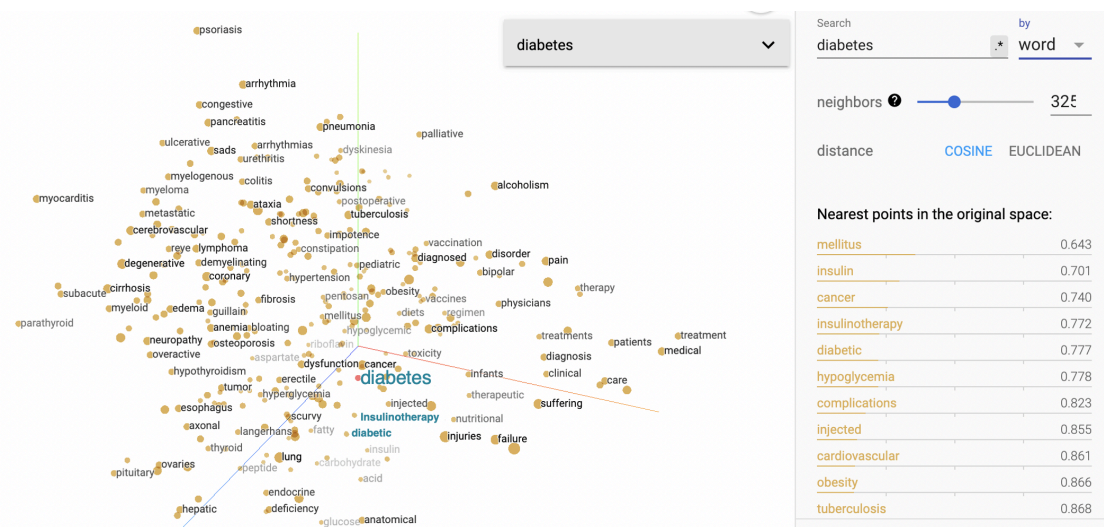 psoriasis
diabetes
arrhythmia
congestive
pancreatitis
pneumonia
palliative
ulcerative
arrhythmias
sads
dyskinesia
urethritis
myelogenous
colitis
convulsions
alcoholism
myeloma
myocarditis
postoperative
ataxia
metastatic
tuberculosis
shortness
cerebrovascular
impotence
vaccination
reye
lymphoma
constipation
diagnosed
disorder
degenerative
demyelinating
pediatric
pain
bipolar
coronary
hypertension
therapy
cirrhosis
subacute
obesity
pentosan
vaccines
fibrosis
physicians
myeloid
edema
guillain
mellitus
diets
regimen
parathyroid
anemia
bloating
hypoglycemic
complications
neuropathy
osteoporosis
riboflavin
treatments
treatment
patients
overactive
aspartate
toxicity
medical
diagnosis
dysfunction
cancer
hypothyroidism
diabetes
infants
clinical
erectile
care
tumor
hyperglycemia
therapeutic
injected
suffering
esophagus
scurvy
Insulinotherapy
nutritional
axonal
langerhans
fatty
diabetic
injuries
failure
thyroid
insulin
lung
carbohydrate
ovaries
peptide
pituitary
acid
endocrine
hepatic
deficiency
glucose
anatomical
Search
by
diabetes
.*
word
neighbors
?
325
distance
COSINE
EUCLIDEAN
Nearest points in the original space:
mellitus 0.643
insulin 0.701
cancer 0.740
insulinotherapy 0.772
diabetic 0.777
hypoglycemia 0.778
complications 0.823
injected 0.855
cardiovascular 0.861
obesity 0.866
tuberculosis 0.868